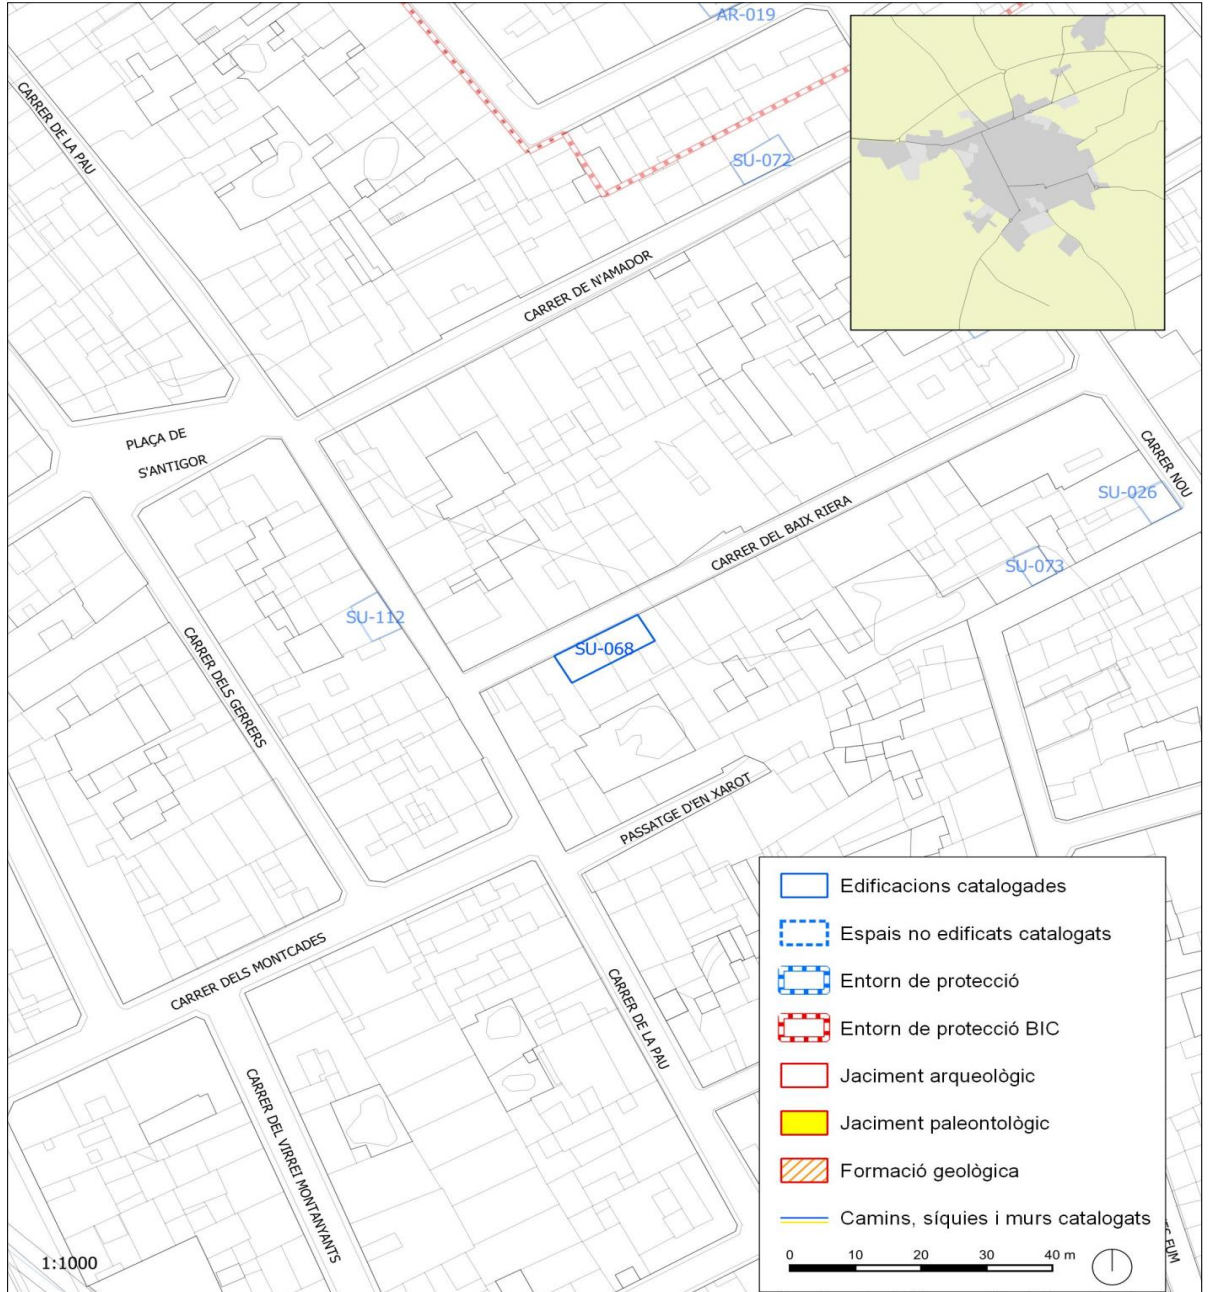 AR-019
CARRER DE LA PAU
SU-072
CARRER DE N'AMADOR
PLAÇA DE
S'ANTIGOR
CARRER NOU
SU-026
CARRER DEL BAIX RIERA
SU-073
SU-112
SU-068
CARRER DELS GERRERS
PASSATGE D'EN XAROT
CARRER DELS MONTCADES
CARRER DE LA PAU
CARRER DEL VIRREI MONTANYANTS
Edificacions catalogades
Espais no edificats catalogats
Entorn de protecció
Entorn de protecció BIC
Jaciment arqueològic
Jaciment paleontològic
Formació geològica
Camins, síquies i murs catalogats
FUM
0 10 20 30 40 m
1:1000